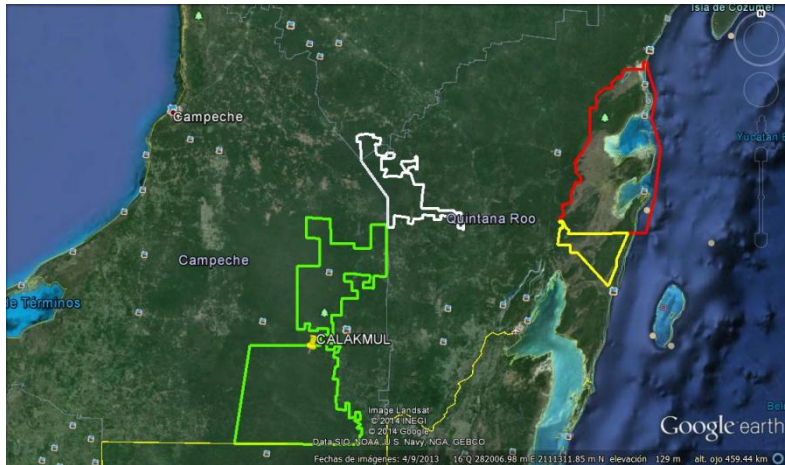 Isla de Cozumel
N
Campeche
Yucatan B
Quintana Roo
Campeche
de Términos
CALAKMUL
Image Landsat
© 2014 INEGI
© 2014 Google
Data SIO, NOAA, U.S. Navy, NGA, GEBCO
Bel
Google earth
Fechas de imágenes: 4/9/2013 16 Q 282006.98 m E 2111311.85 m N elevación 129 m alt. ojo 459.44 km